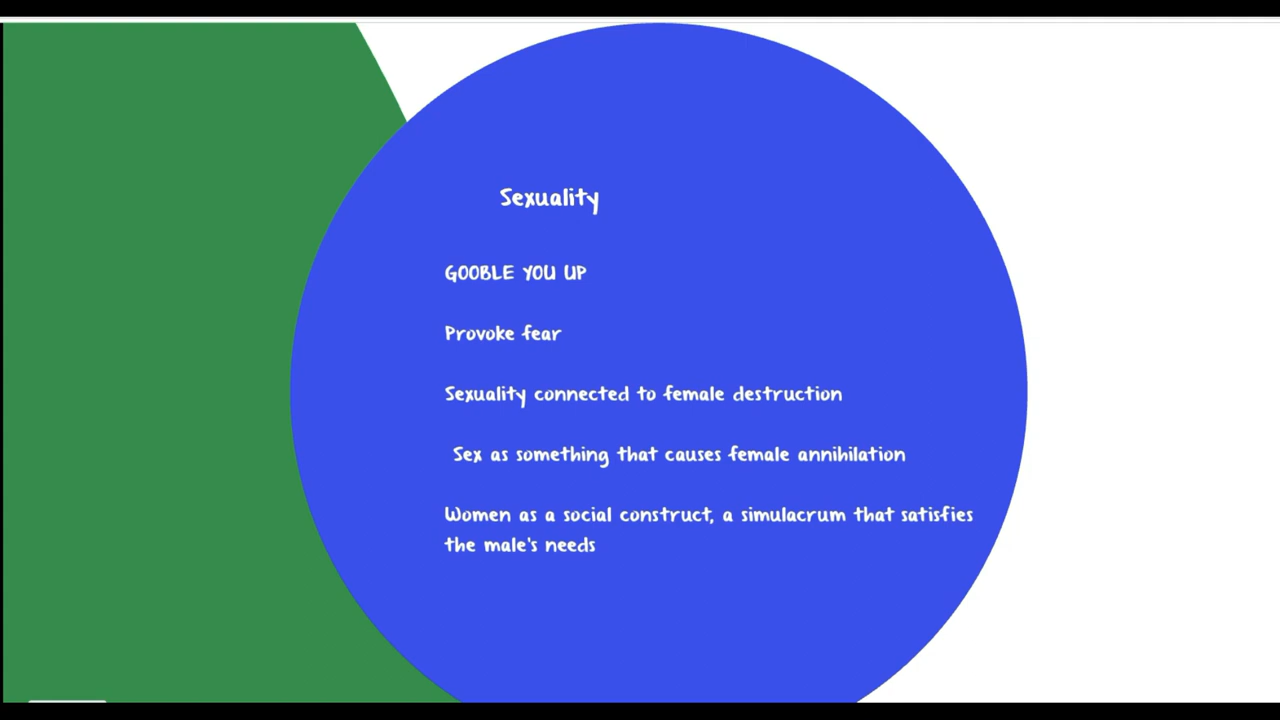 Sexuality
GOOBLE YOU UP
Provoke fear
Sexuality connected to female destruction
Sex as something that causes female annihilation
Women as a social construct, a simulacrum that satisfies
the male's needs